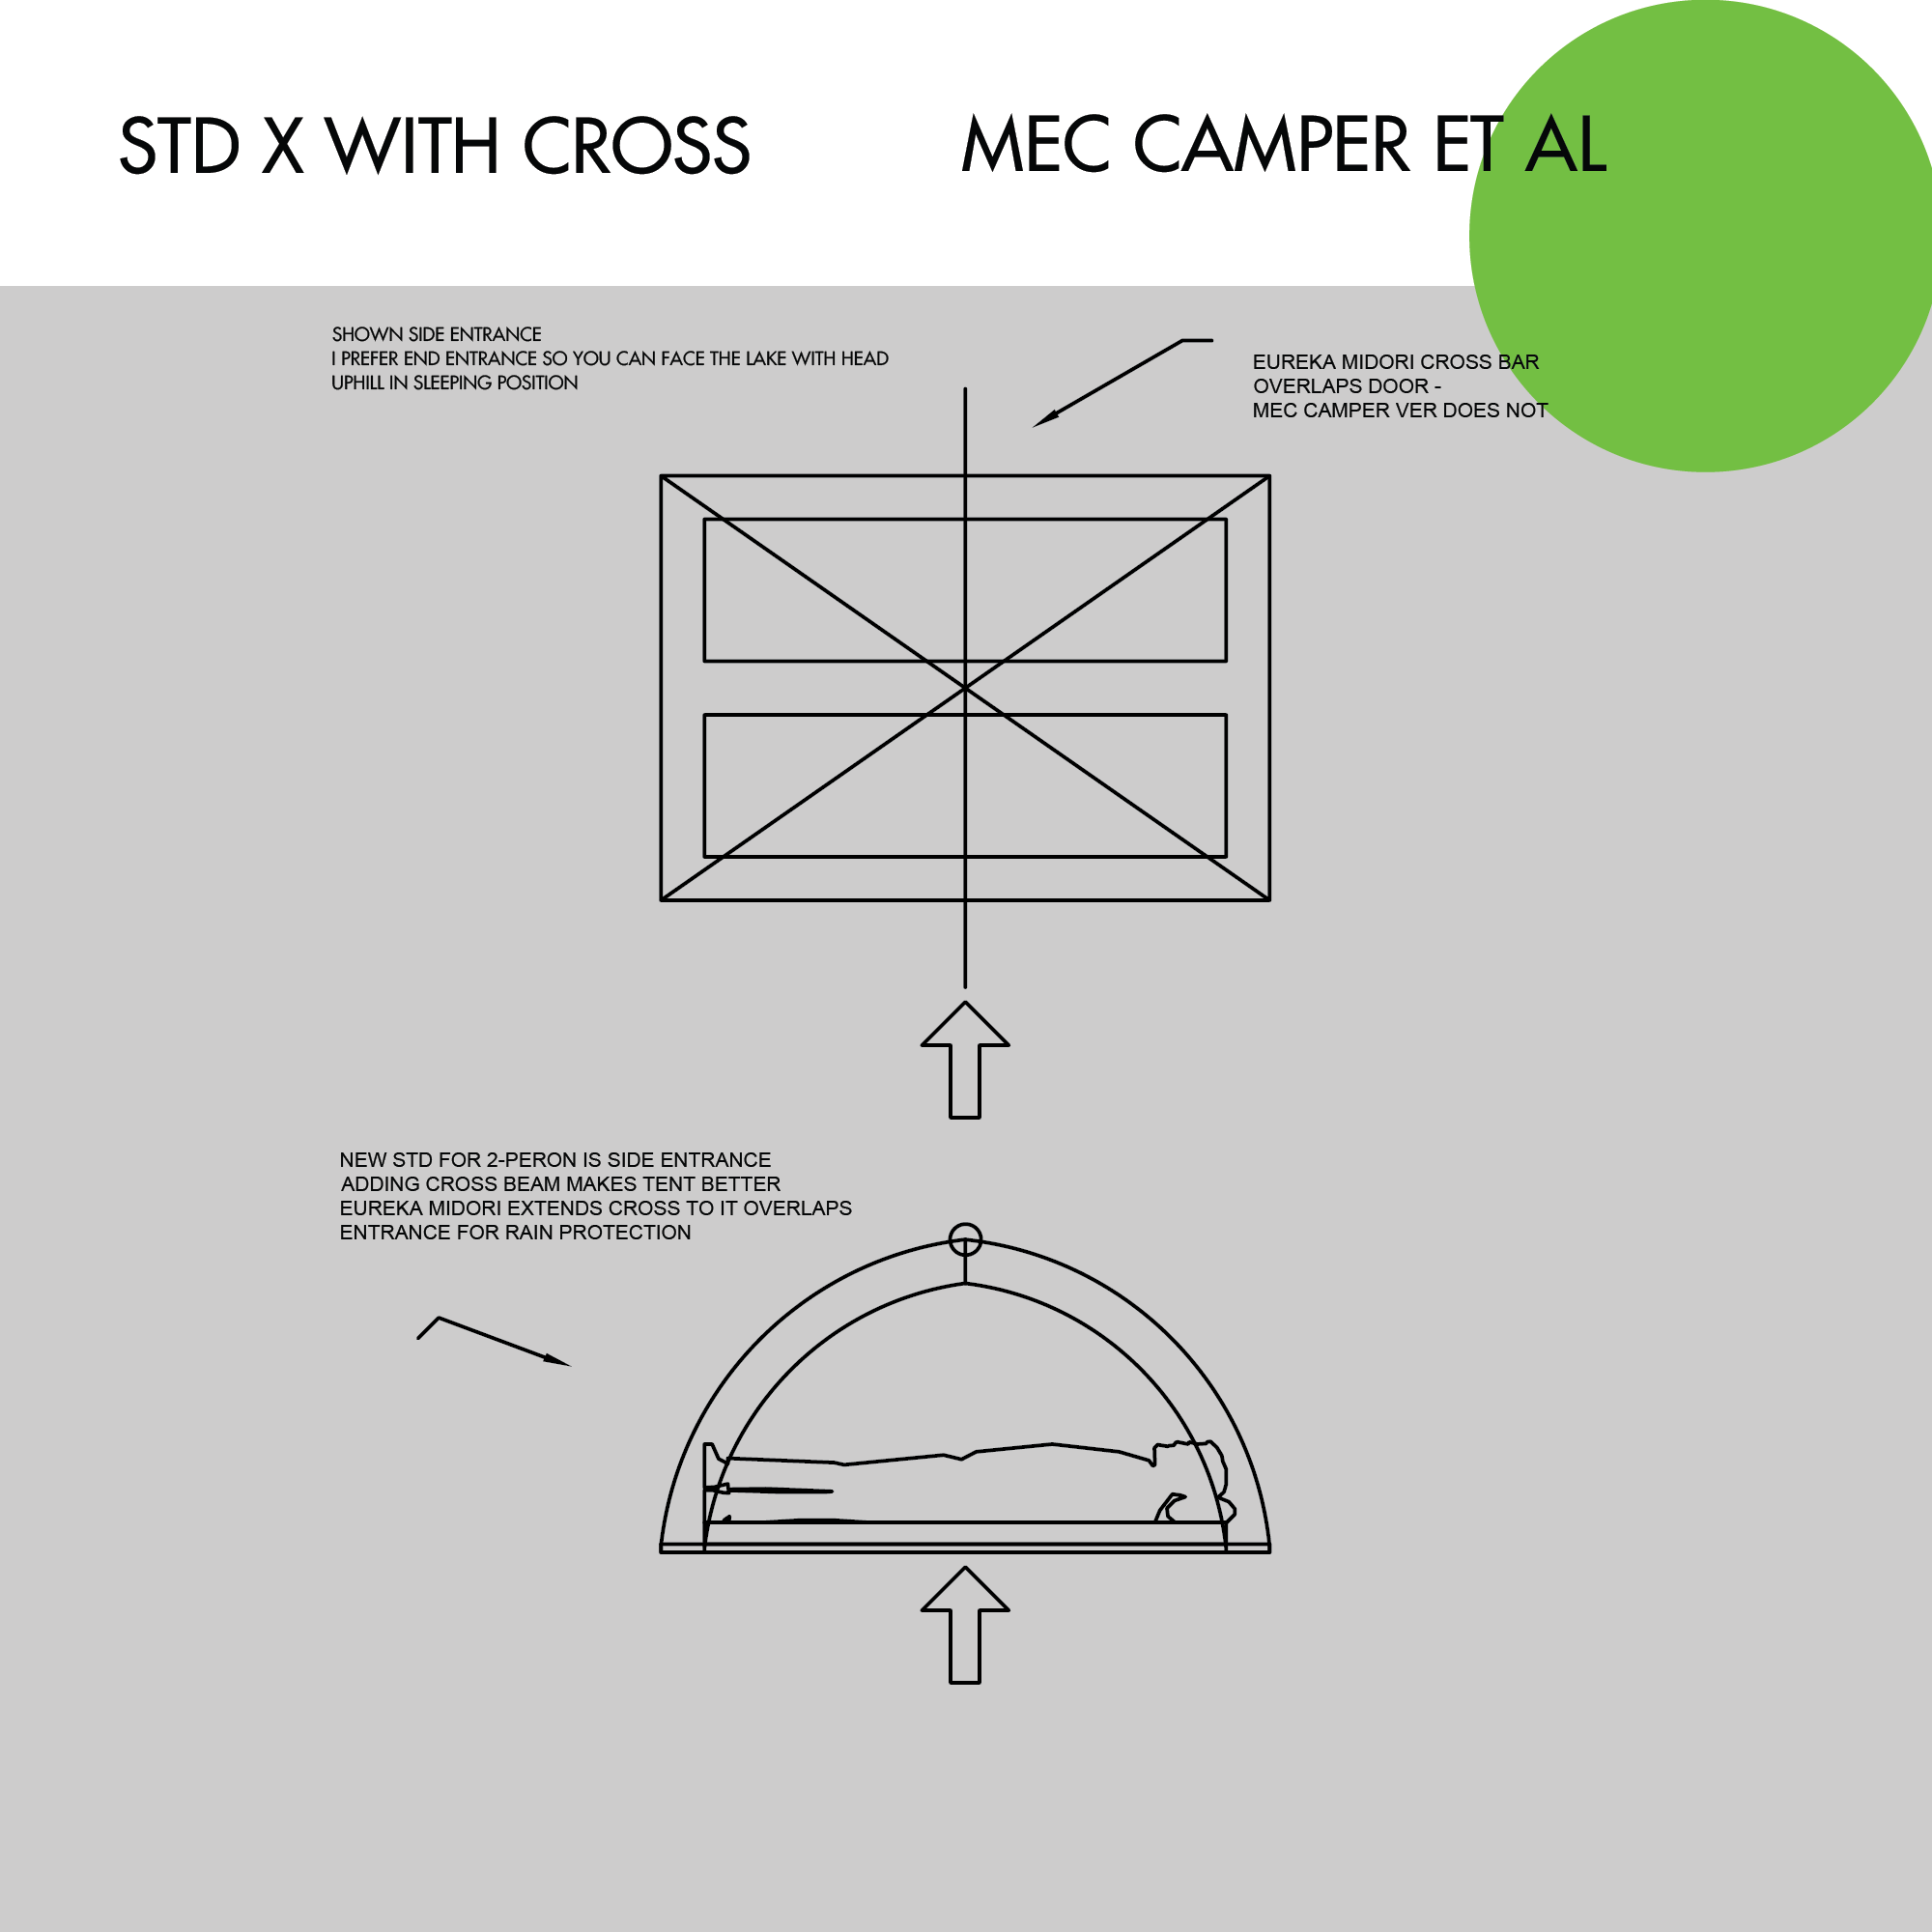 STD X WITH CROSS
MEC CAMPER ET AL
SHOWN SIDE ENTRANCE
I PREFER END ENTRANCE SO YOU CAN FACE THE LAKE WITH HEAD
UPHILL IN SLEEPING POSITION
EUREKA MIDORI CROSS BAR
OVERLAPS DOOR -
MEC CAMPER VER DOES NOT
NEW STD FOR 2-PERON IS SIDE ENTRANCE
ADDING CROSS BEAM MAKES TENT BETTER
EUREKA MIDORI EXTENDS CROSS TO IT OVERLAPS
ENTRANCE FOR RAIN PROTECTION